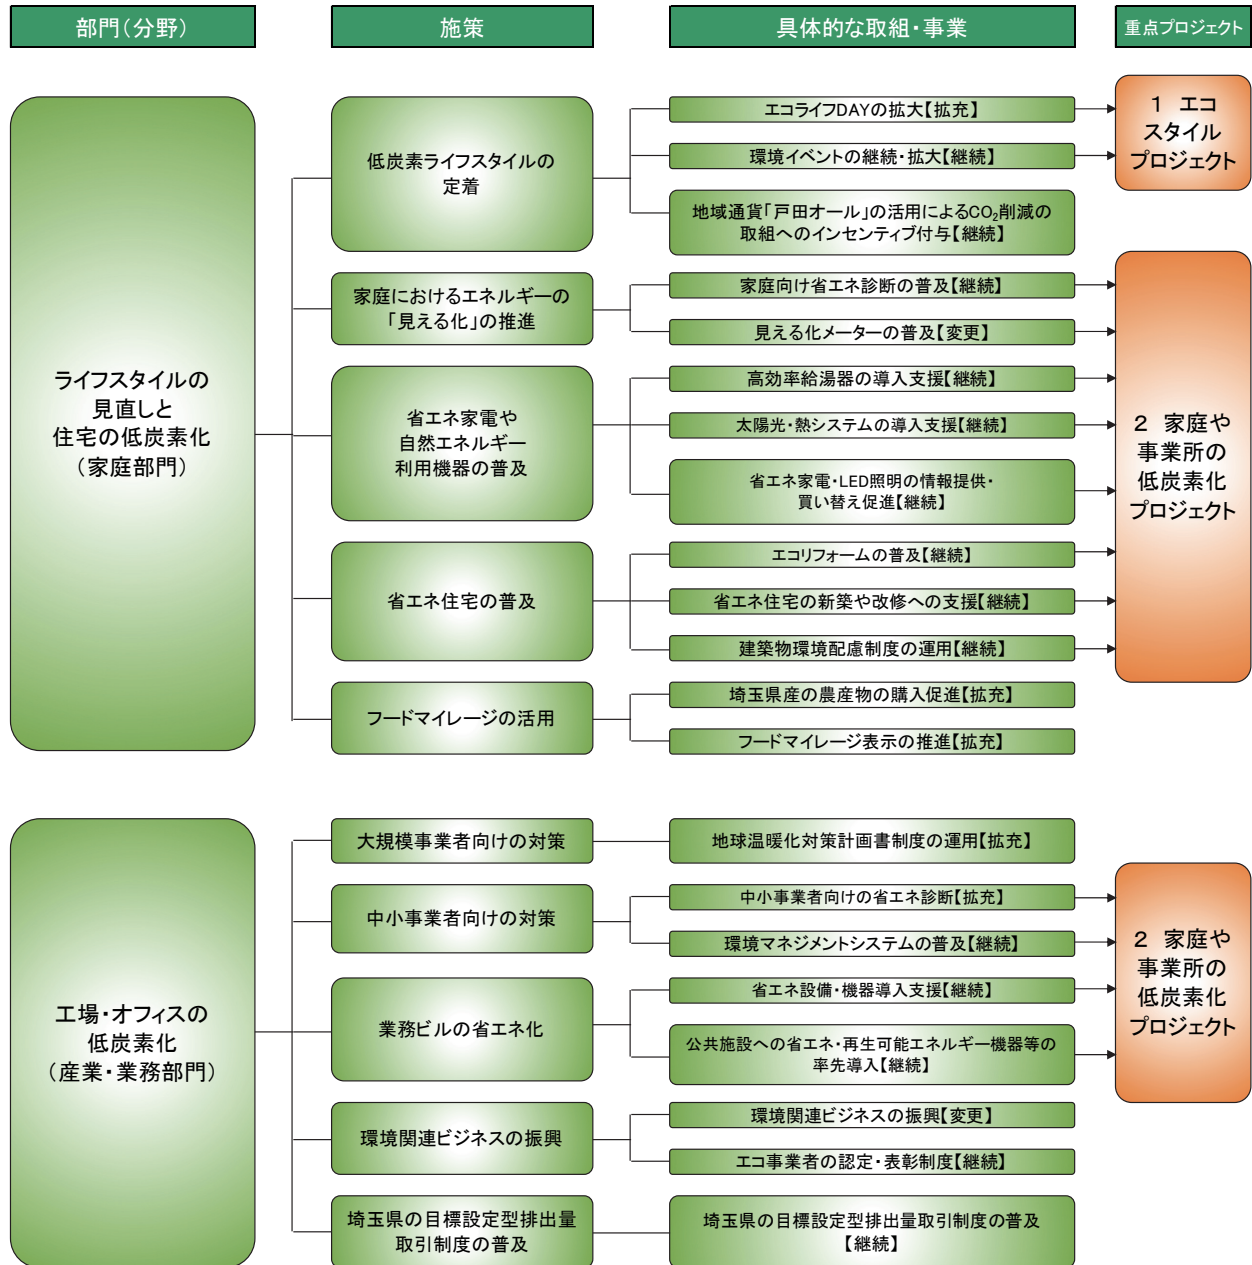 部門(分野)
施策
具体的な取組・事業
重点プロジェクト
ライフスタイルの
見直しと
住宅の低炭素化
（家庭部門）
低炭素ライフスタイルの
定着
エコライフDAYの拡大【拡充】
環境イベントの継続・拡大【継続】
地域通貨「戸田オール」の活用によるCO₂削減の
取組へのインセンティブ付与【継続】
1 エコ
スタイル
プロジェクト
家庭におけるエネルギーの
「見える化」の推進
家庭向け省エネ診断の普及【継続】
見える化メーターの普及【変更】
省エネ家電や
自然エネルギー
利用機器の普及
高効率給湯器の導入支援【継続】
太陽光・熱システムの導入支援【継続】
省エネ家電・LED照明の情報提供・
買い替え促進【継続】
省エネ住宅の普及
エコリフォームの普及【継続】
省エネ住宅の新築や改修への支援【継続】
建築物環境配慮制度の運用【継続】
2 家庭や
事業所の
低炭素化
プロジェクト
フードマイレージの活用
埼玉県産の農産物の購入促進【拡充】
フードマイレージ表示の推進【拡充】
工場・オフィスの
低炭素化
（産業・業務部門）
大規模事業者向けの対策
地球温暖化対策計画書制度の運用【拡充】
中小事業者向けの対策
中小事業者向けの省エネ診断【拡充】
環境マネジメントシステムの普及【継続】
業務ビルの省エネ化
省エネ設備・機器導入支援【継続】
公共施設への省エネ・再生可能エネルギー機器等の
率先導入【継続】
2 家庭や
事業所の
低炭素化
プロジェクト
環境関連ビジネスの振興
環境関連ビジネスの振興【変更】
エコ事業者の認定・表彰制度【継続】
埼玉県の目標設定型排出量
取引制度の普及
埼玉県の目標設定型排出量取引制度の普及
【継続】